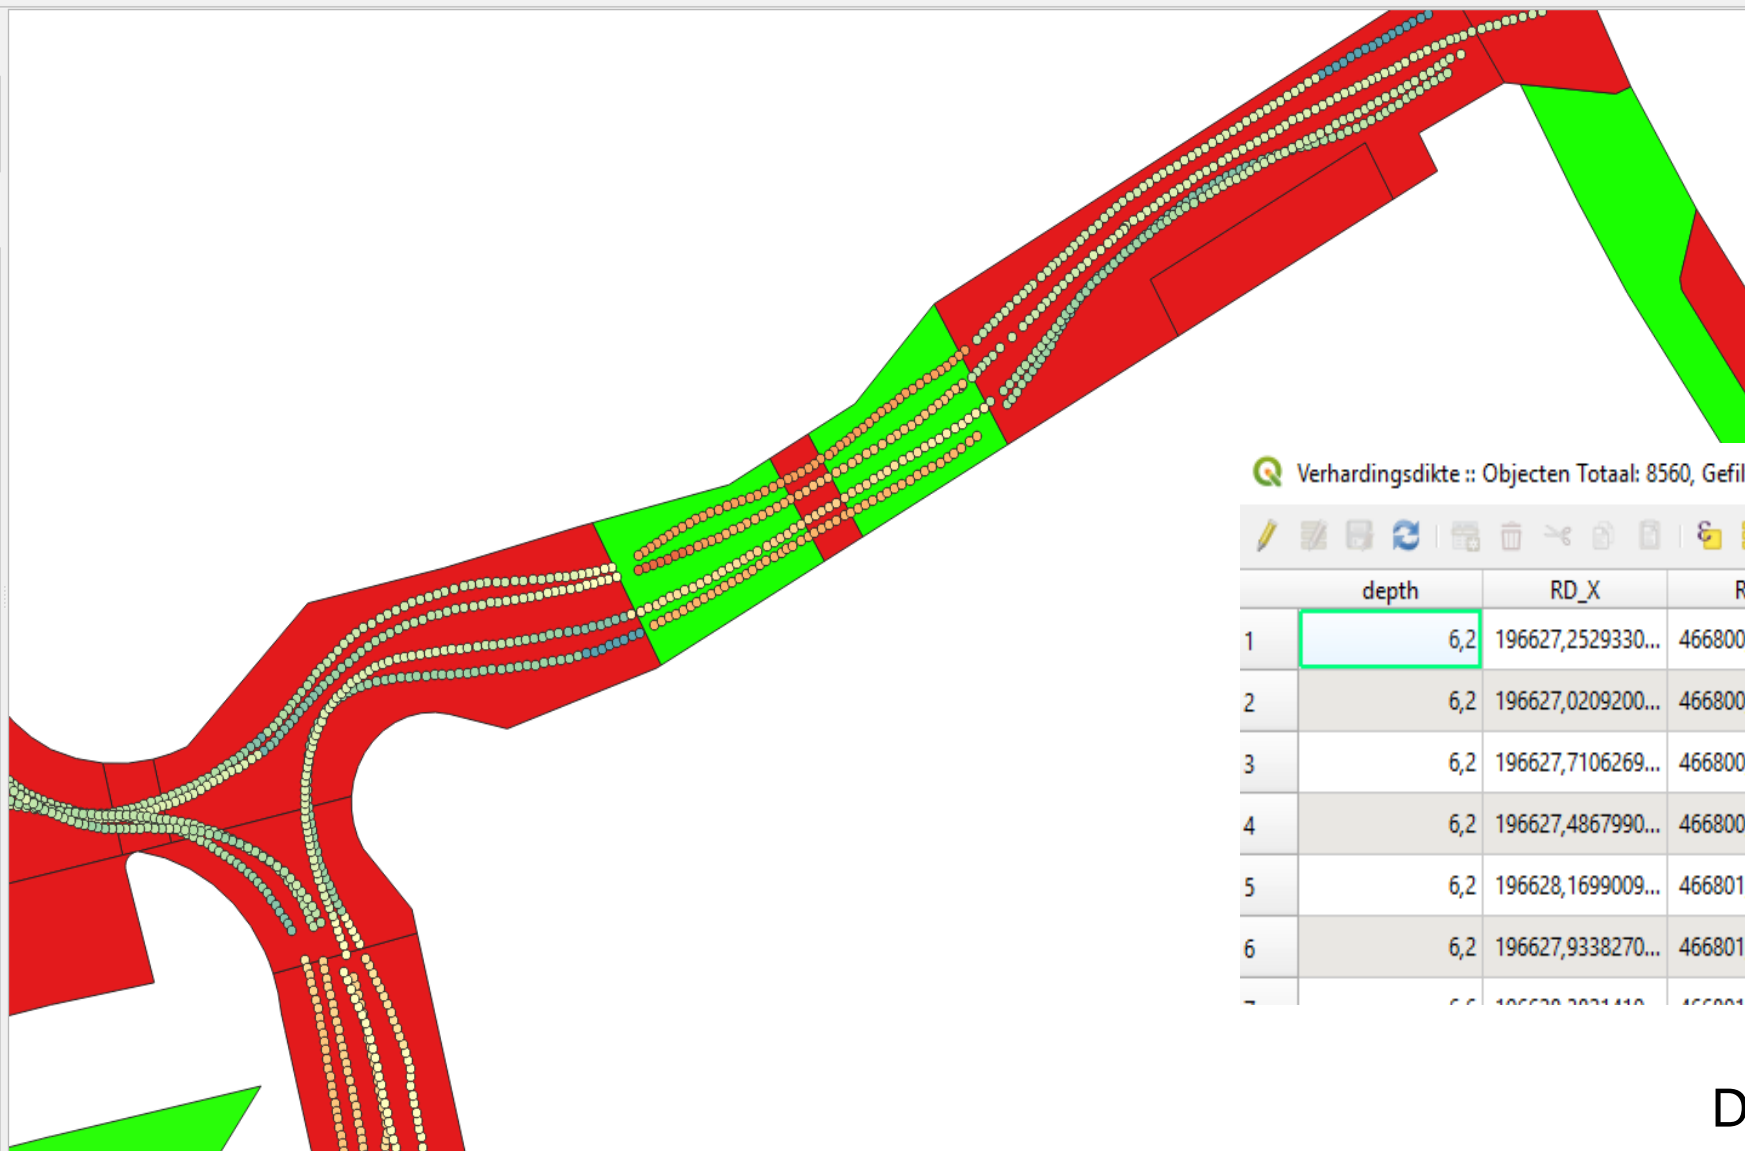 Verhardingsdikte :: Objecten Totaal: 8560, Gefil
depth RD_X R
1 6,2 196627,2529330... 466800
2 6,2 196627,0209200... 466800
3 6,2 196627,7106269... 466800
4 6,2 196627,4867990... 466800
5 6,2 196628,1699009... 466801
6 6,2 196627,9338270... 466801
D